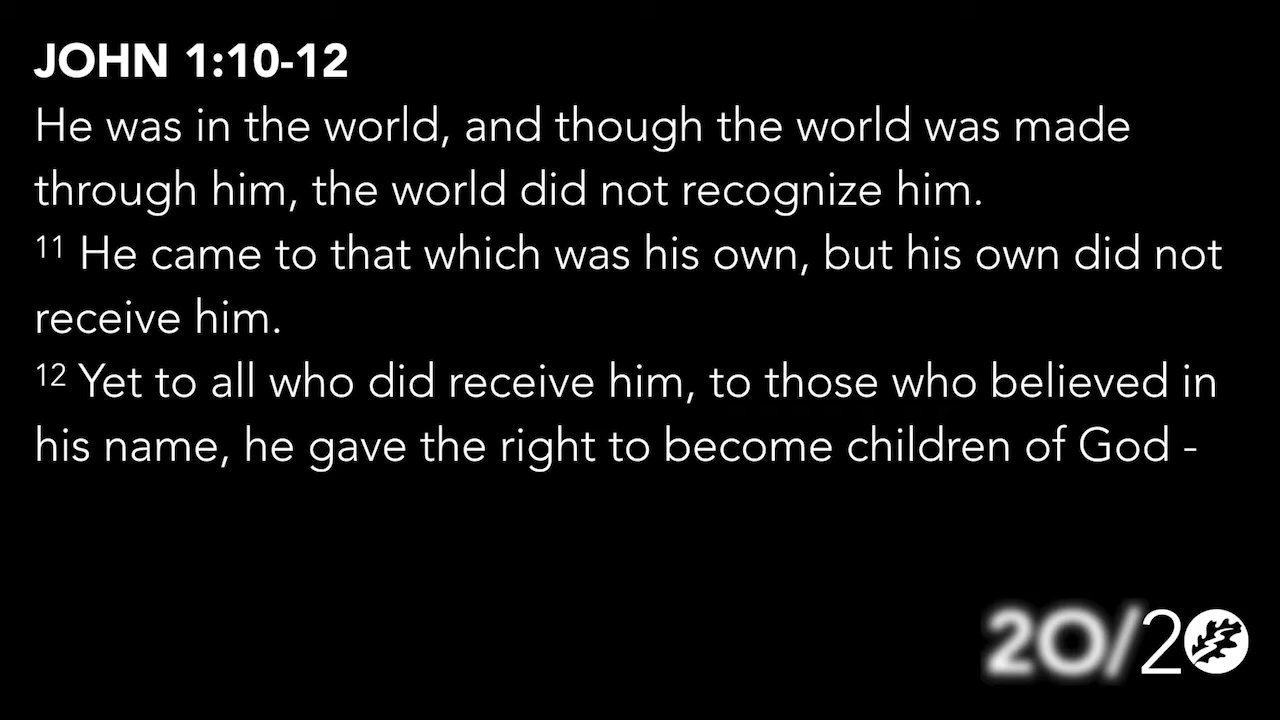 JOHN 1:10-12
He was in the world, and though the world was made
through him, the world did not recognize him.
11 He came to that which was his own, but his own did not
receive him.
12 Yet to all who did receive him, to those who believed in
his name, he gave the right to become children of God -
20/20